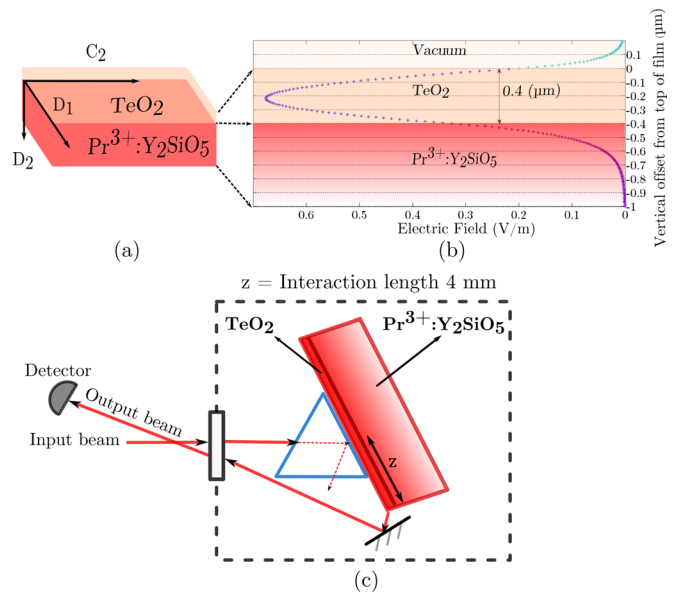 C₂
D₁
TeO₂
D₂
Pr³⁺:Y₂SiO₅
(a)
Vacuum
TeO₂
0.4 (µm)
Pr³⁺:Y₂SiO₅
0.1
0
-0.1
-0.2
-0.3
-0.4
-0.5
-0.6
-0.7
-0.8
-0.9
-1
Vertical offset from top of film (µm)
0.6 0.5 0.4 0.3 0.2 0.1 0
Electric Field (V/m)
(b)
z = Interaction length 4 mm
TeO₂
Pr³⁺:Y₂SiO₅
Detector
Output beam
Input beam
z
(c)